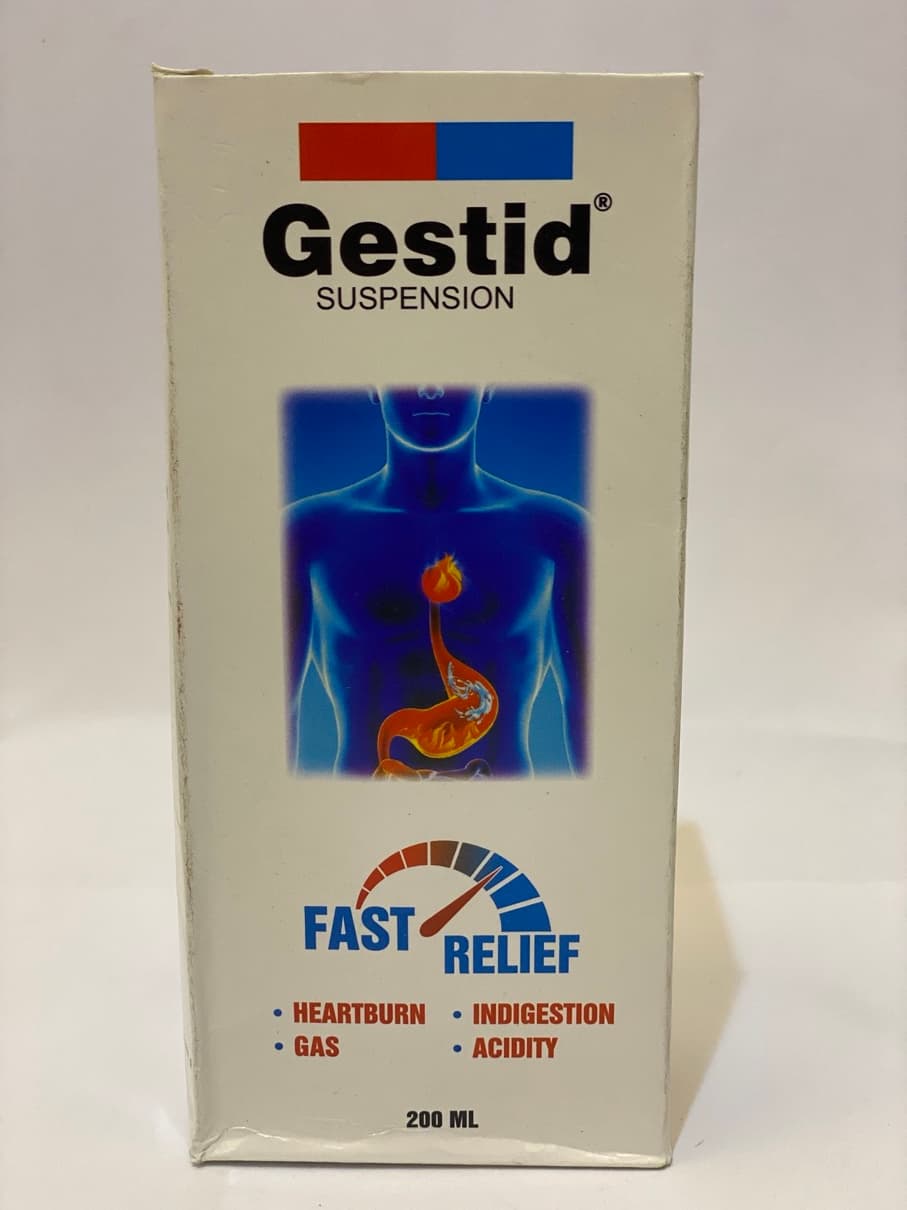 Gestid®
SUSPENSION
FAST
RELIEF
• HEARTBURN • INDIGESTION
• GAS • ACIDITY
200 ML